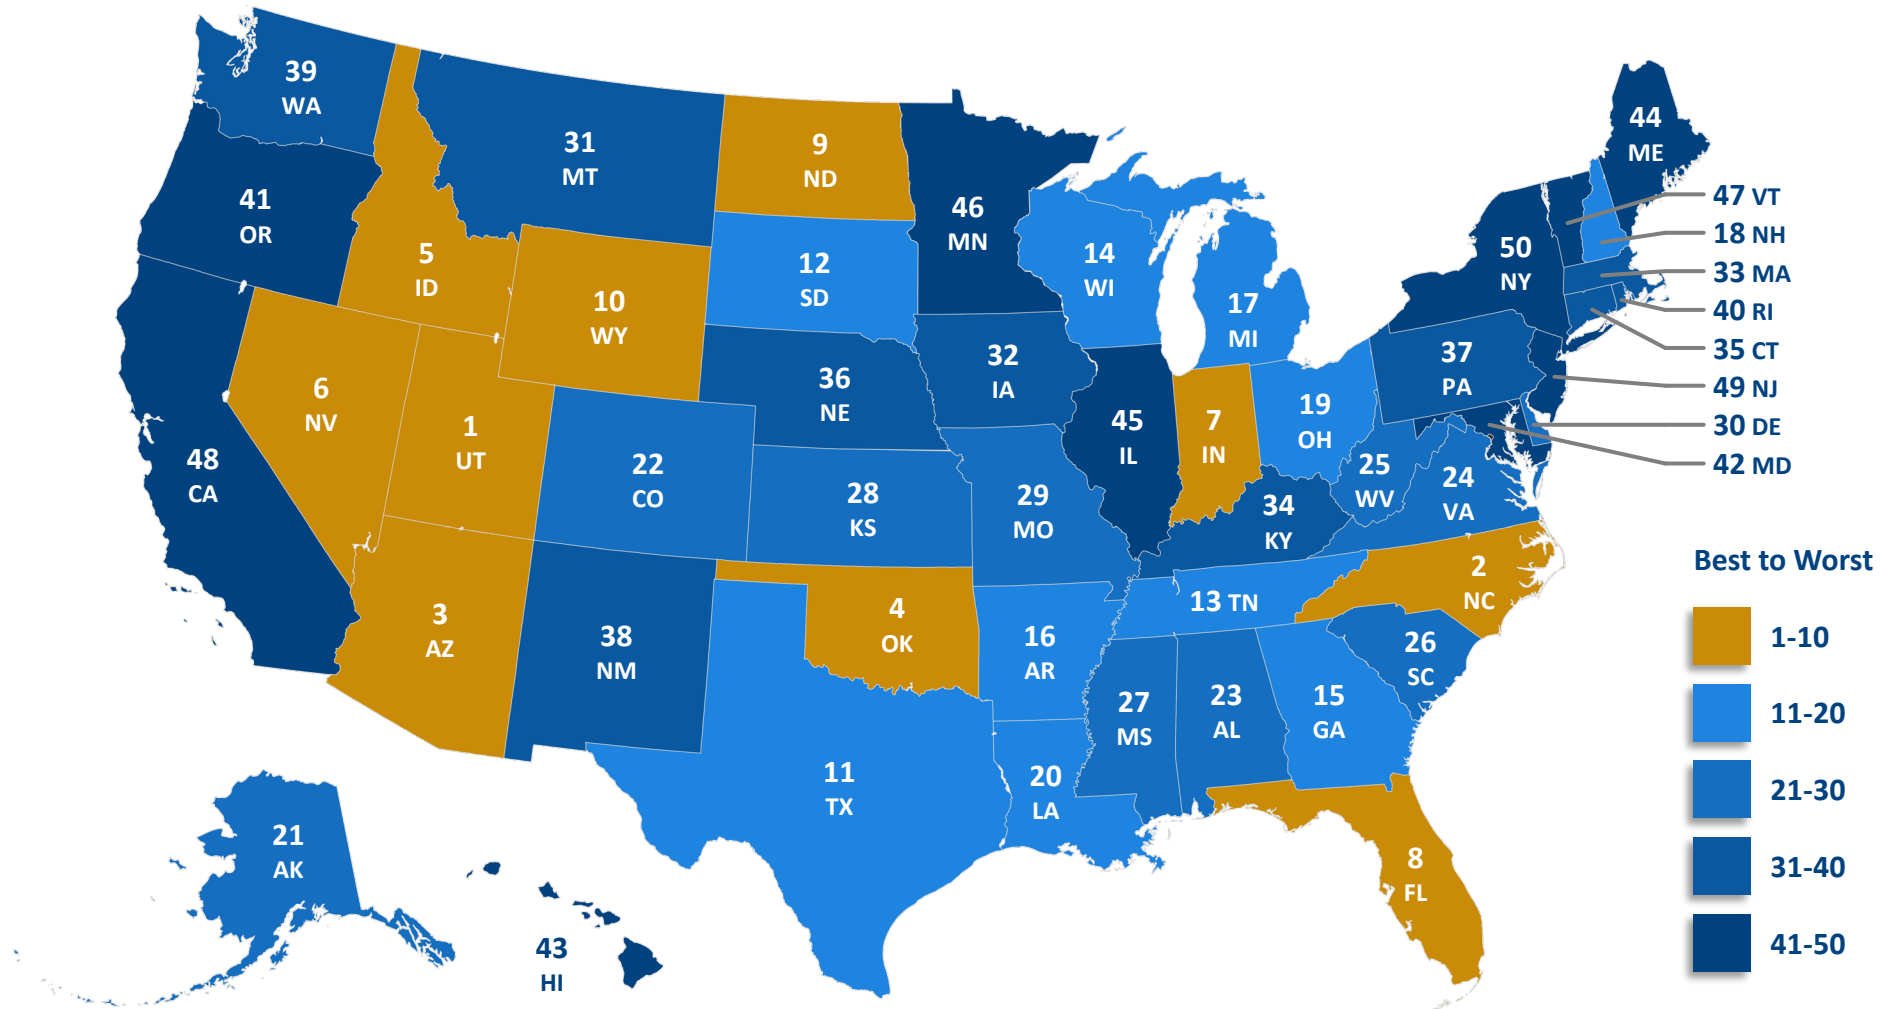 39
WA
41
OR
48
CA
6
NV
5
ID
31
MT
10
WY
1
UT
3
AZ
22
CO
38
NM
9
ND
12
SD
36
NE
28
KS
4
OK
11
TX
46
MN
32
IA
29
MO
16
AR
20
LA
14
WI
45
IL
17
MI
7
IN
19
OH
34
KY
13 TN
27
MS
23
AL
15
GA
8
FL
26
SC
2
NC
24
VA
25
WV
37
PA
50
NY
44
ME
47 VT
18 NH
33 MA
40 RI
35 CT
49 NJ
30 DE
42 MD
21
AK
43
HI
Best to Worst
1-10
11-20
21-30
31-40
41-50